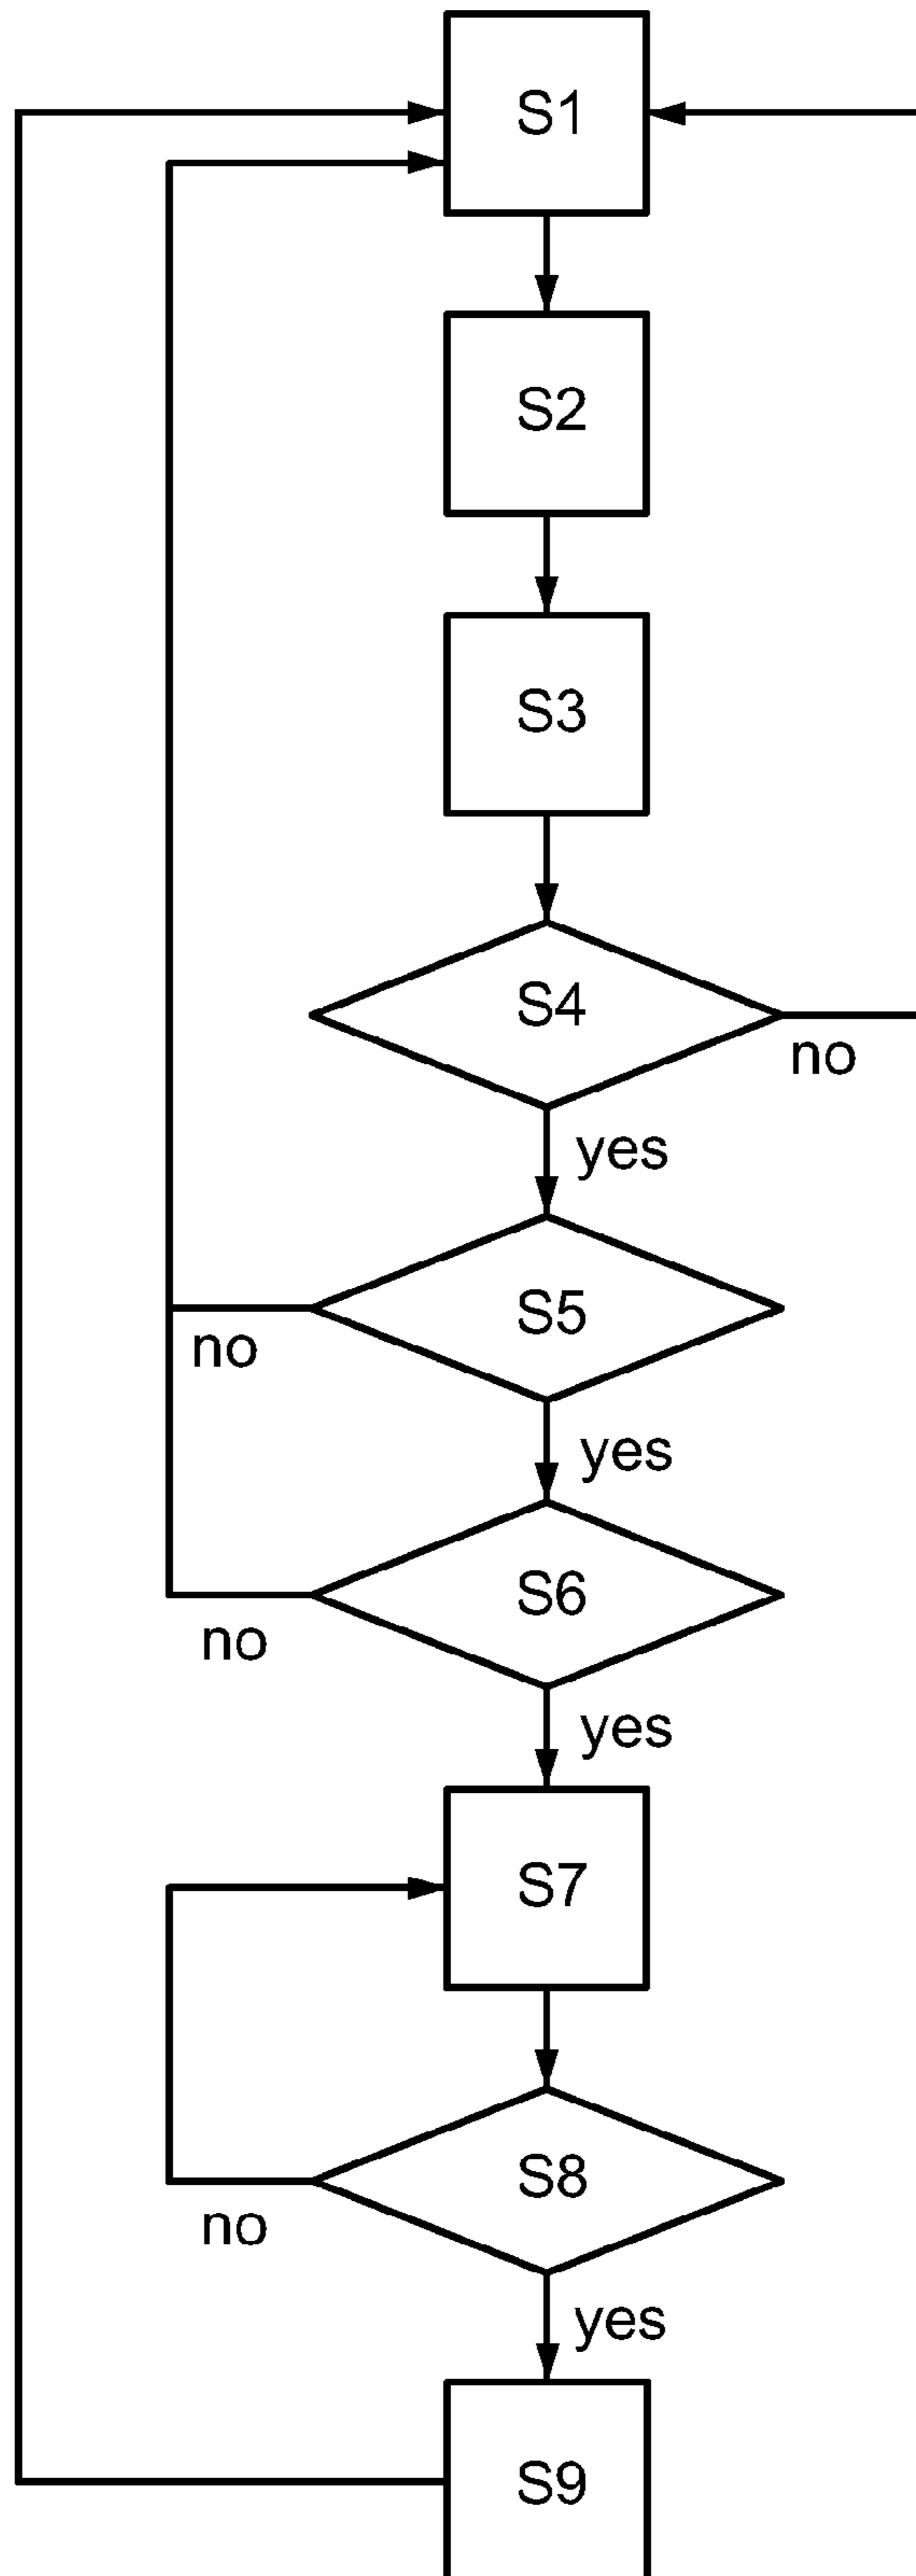 S1
S2
S3
S4
no
yes
S5
no
yes
S6
no
yes
S7
S8
no
yes
S9